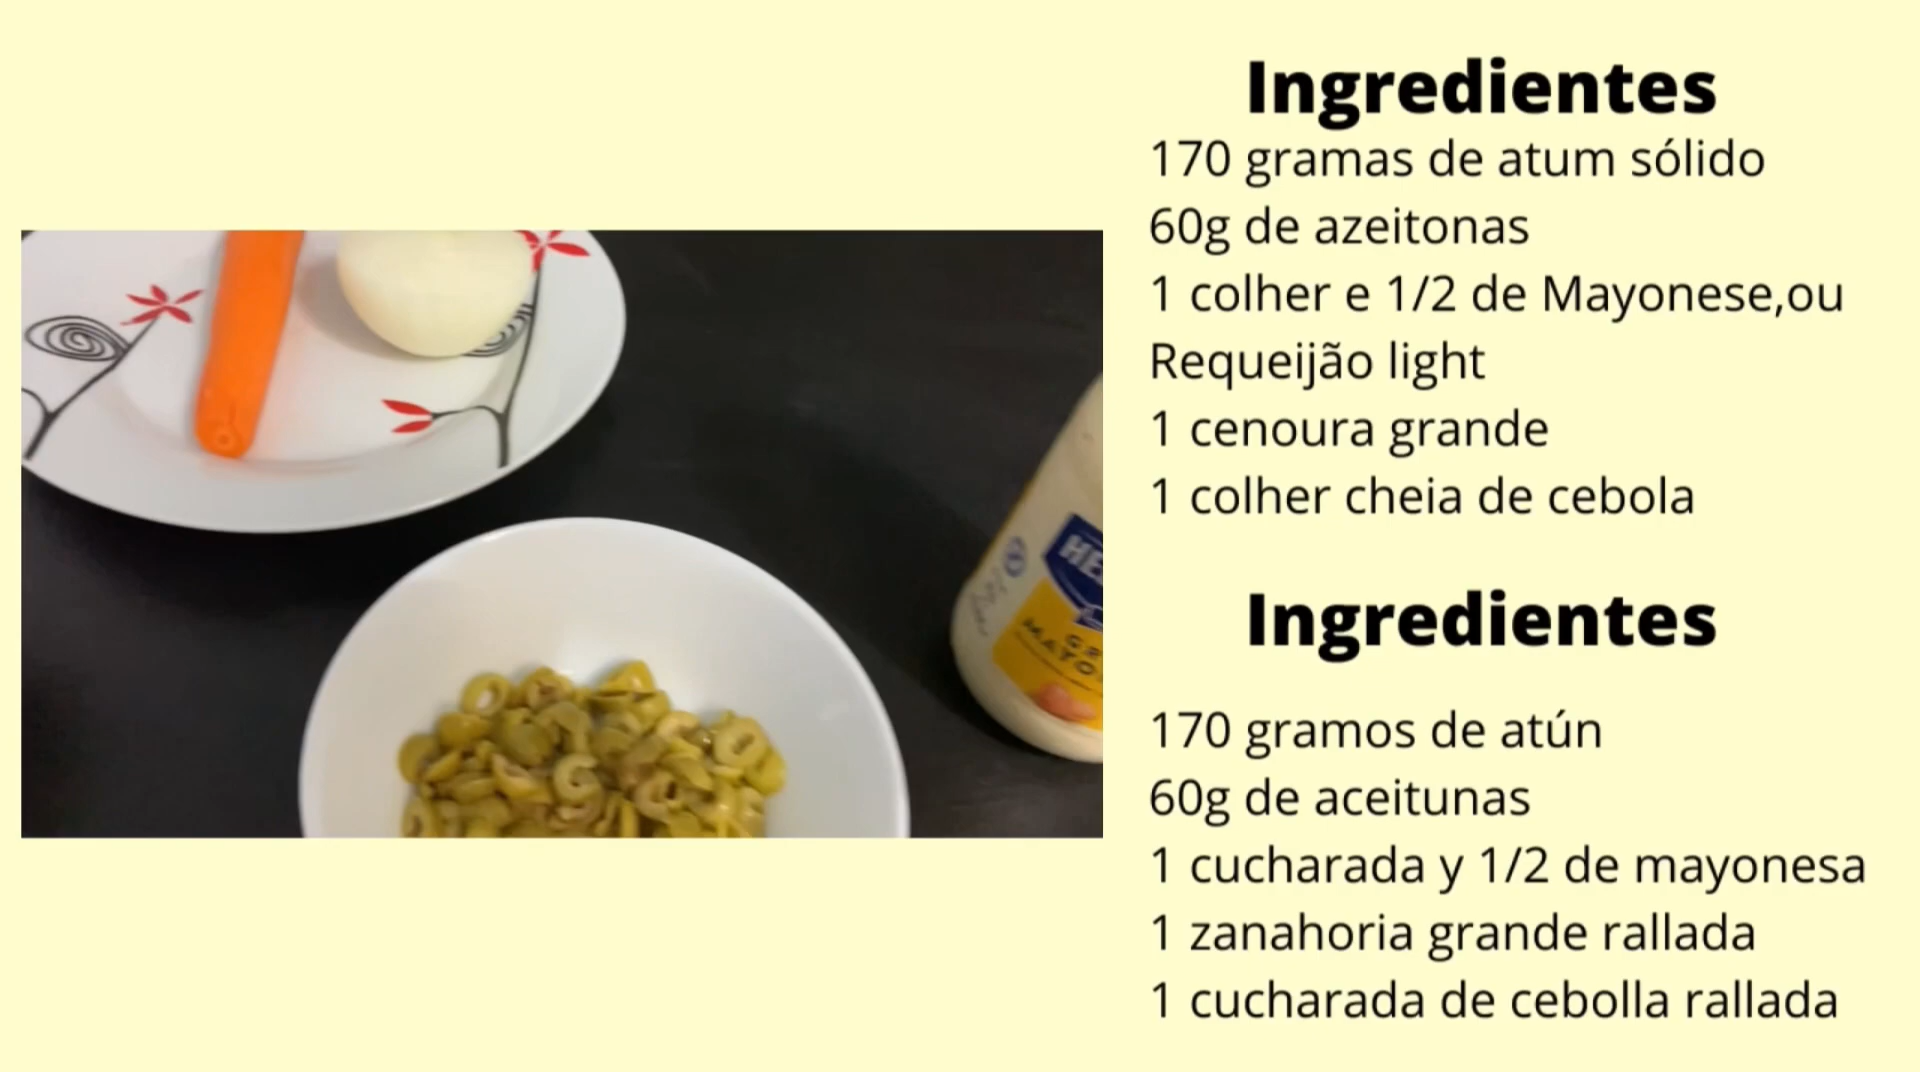 Ingredientes
170 gramas de atum sólido
60g de azeitonas
1 colher e 1/2 de Mayonese,ou
Requeijão light
1 cenoura grande
1 colher cheia de cebola
Ingredientes
170 gramos de atún
60g de aceitunas
1 cucharada y 1/2 de mayonesa
1 zanahoria grande rallada
1 cucharada de cebolla rallada